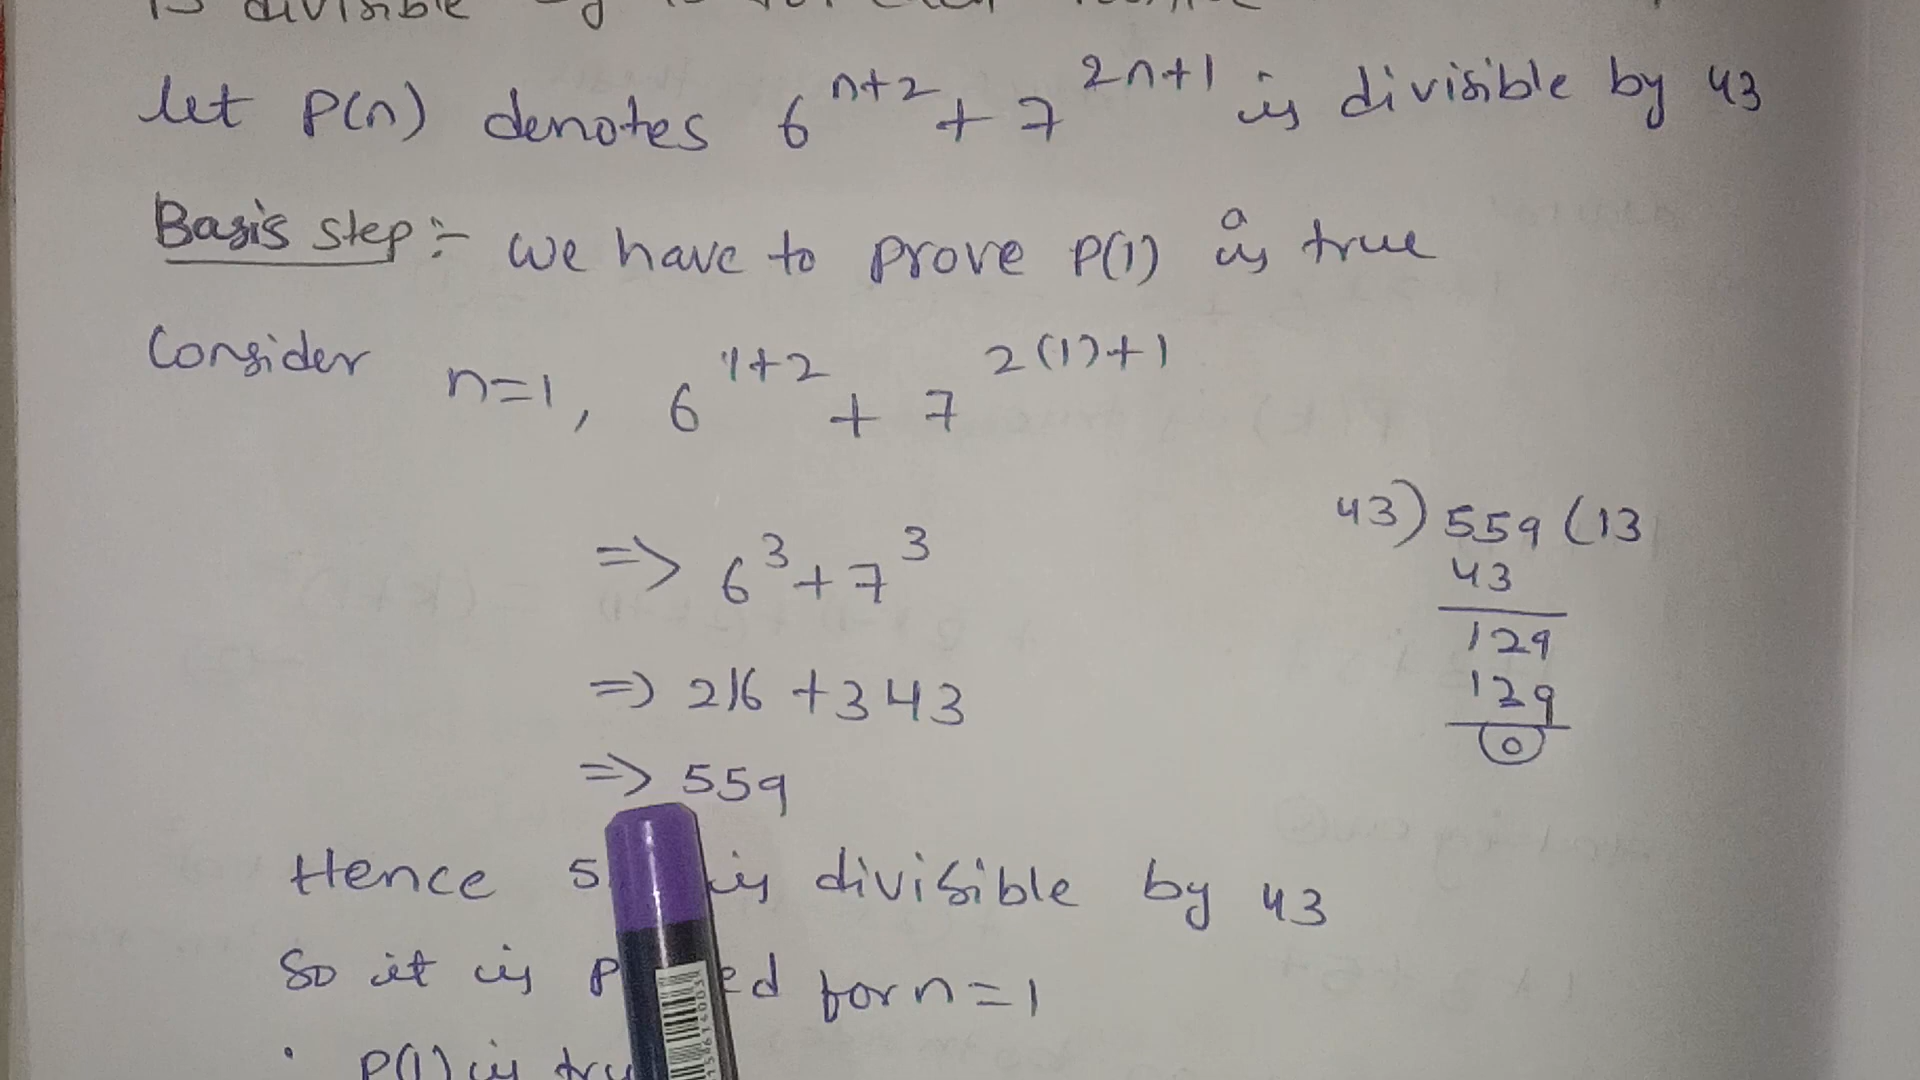 let P(n) denotes 6^{n+2} + 7^{2n+1} is divisible by 43
Basis step :- we have to prove P(1) is true
Consider n=1, 6^{1+2} + 7^{2(1)+1}
=> 6^3 + 7^3
=> 216 + 343
=> 559
43) 559 (13
43
129
129
0
Hence is divisible by 43
So it is for n=1
P(1) is